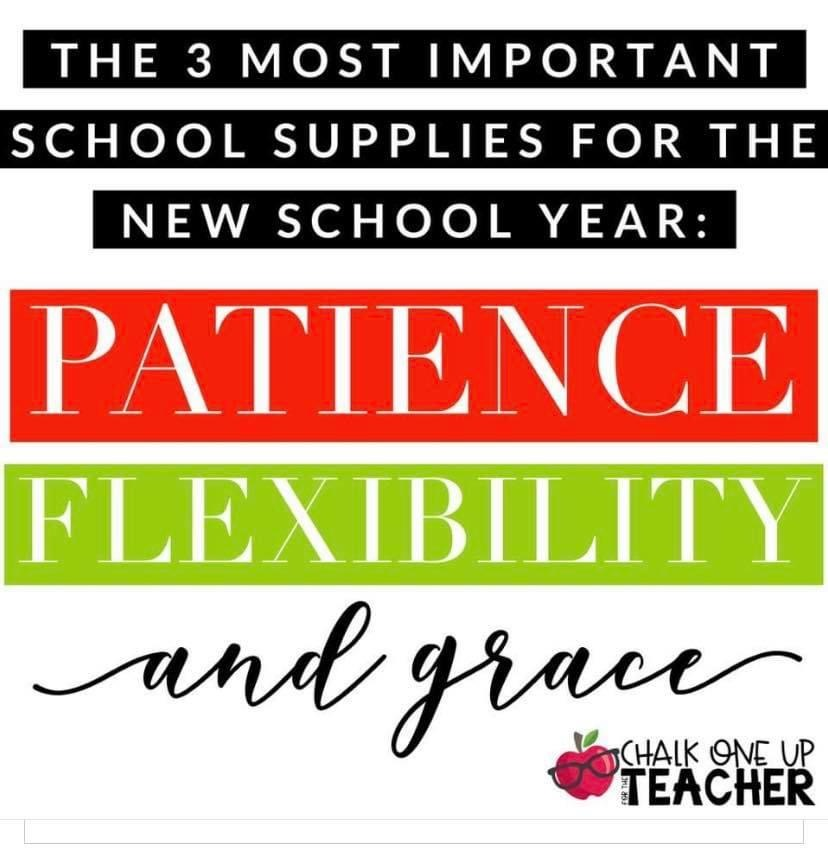 THE 3 MOST IMPORTANT
SCHOOL SUPPLIES FOR THE
NEW SCHOOL YEAR:
PATIENCE
FLEXIBILITY
and grace
CHALK ONE UP
FOR THE TEACHER